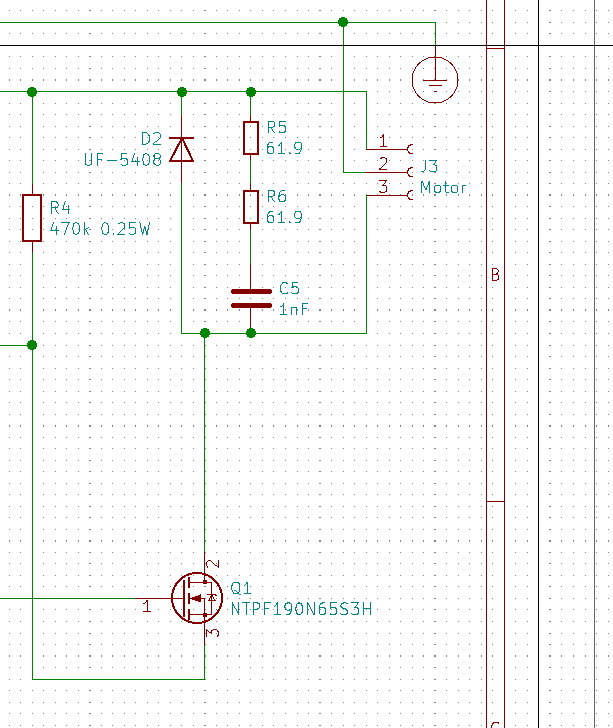 D2
UF-5408
R5
61.9
1
2
3
J3
Motor
R4
470k 0.25W
R6
61.9
B
C5
1nF
2
1
Q1
NTPF190N65S3H
3
C